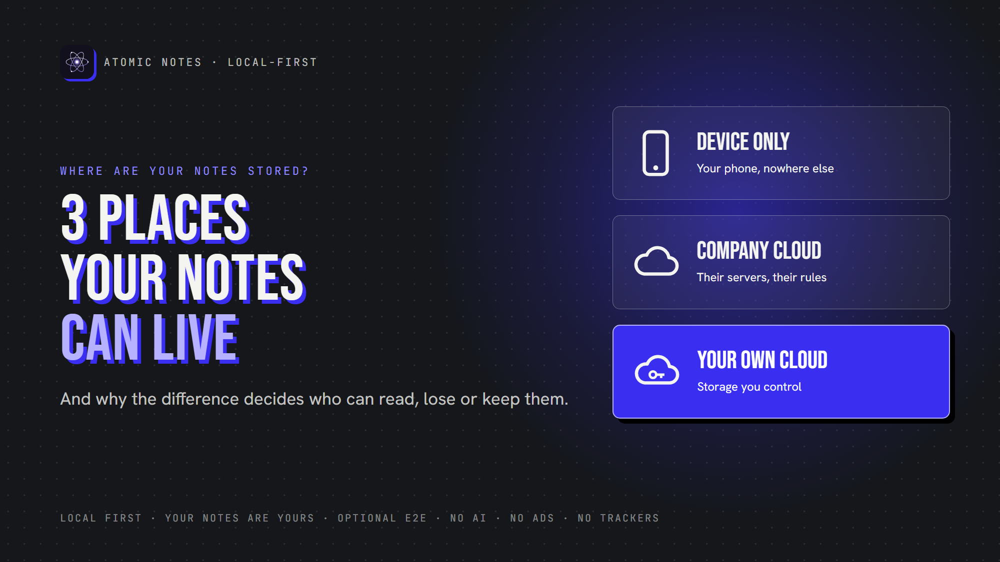 ATOMIC NOTES · LOCAL-FIRST
WHERE ARE YOUR NOTES STORED?
3 PLACES
YOUR NOTES
CAN LIVE
And why the difference decides who can read, lose or keep them.
DEVICE ONLY
Your phone, nowhere else
COMPANY CLOUD
Their servers, their rules
YOUR OWN CLOUD
Storage you control
LOCAL FIRST · YOUR NOTES ARE YOURS · OPTIONAL E2E · NO AI · NO ADS · NO TRACKERS